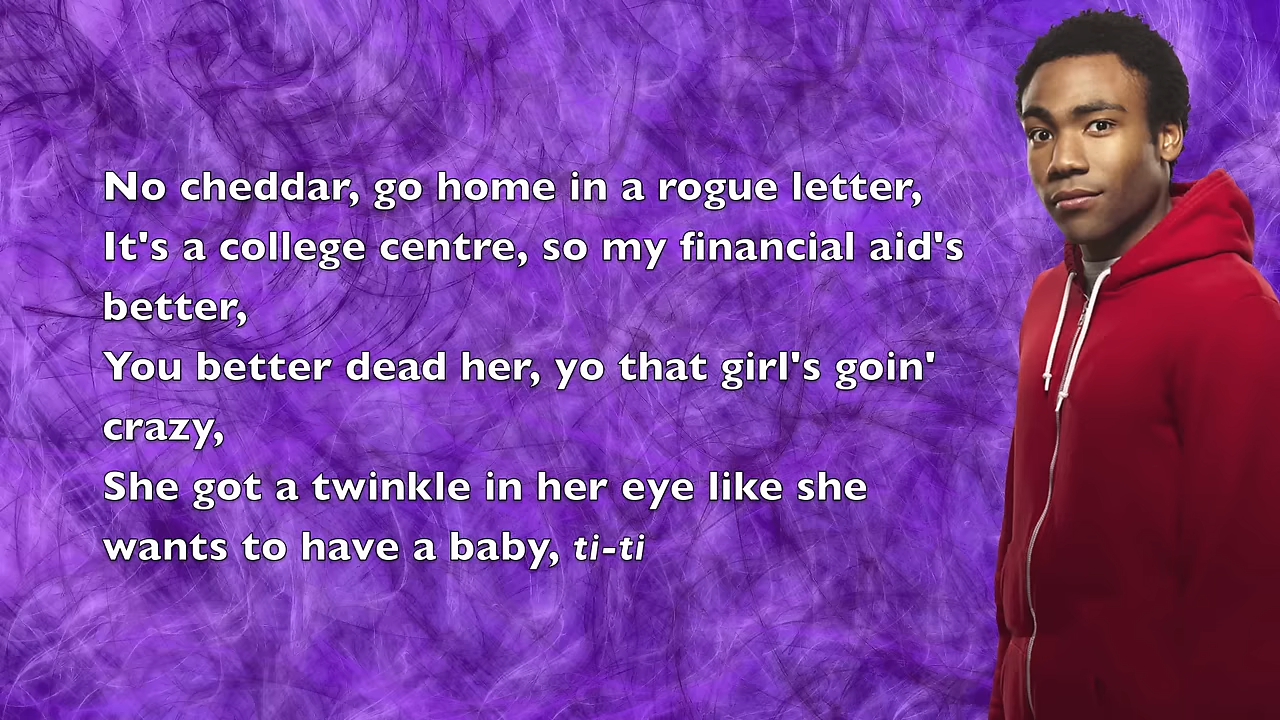 No cheddar, go home in a rogue letter,
It's a college centre, so my financial aid's
better,
You better dead her, yo that girl's goin'
crazy,
She got a twinkle in her eye like she
wants to have a baby, ti-ti